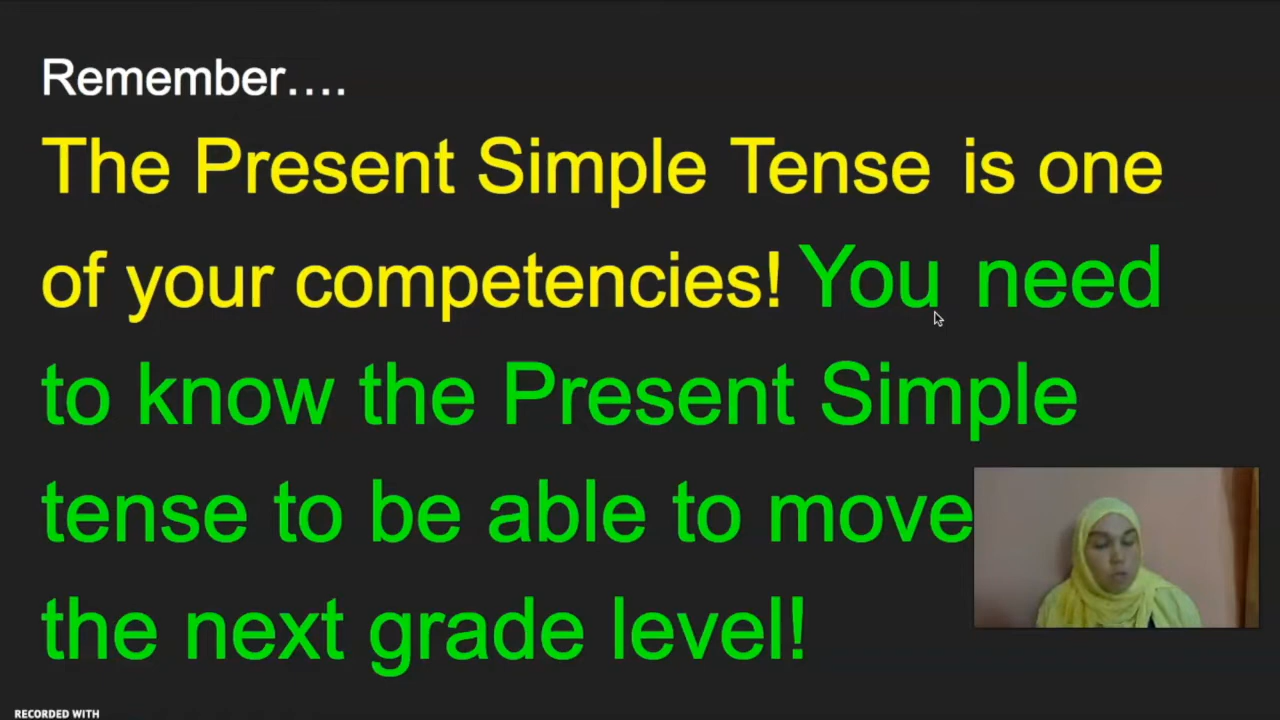 Remember….
The Present Simple Tense is one
of your competencies! You need
to know the Present Simple
tense to be able to move
the next grade level!
RECORDED WITH